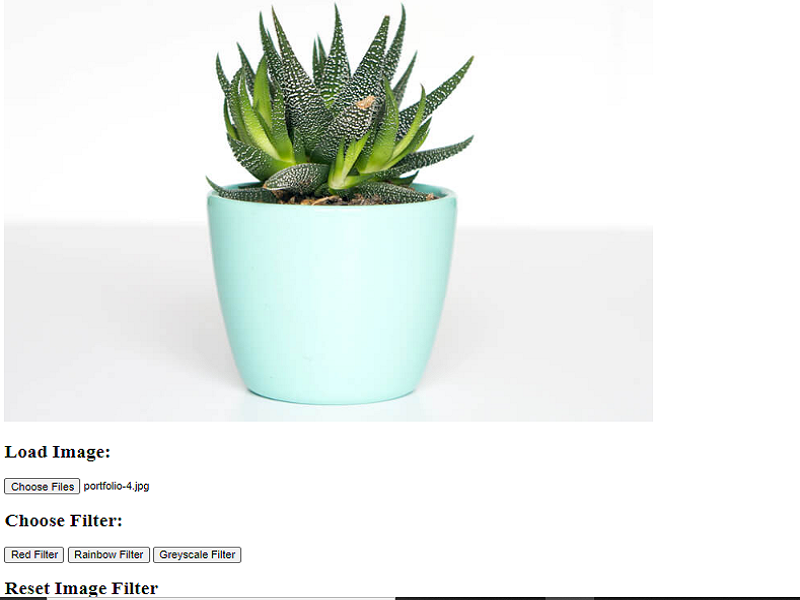 Load Image:
Choose Files portfolio-4.jpg
Choose Filter:
Red Filter Rainbow Filter Greyscale Filter
Reset Image Filter